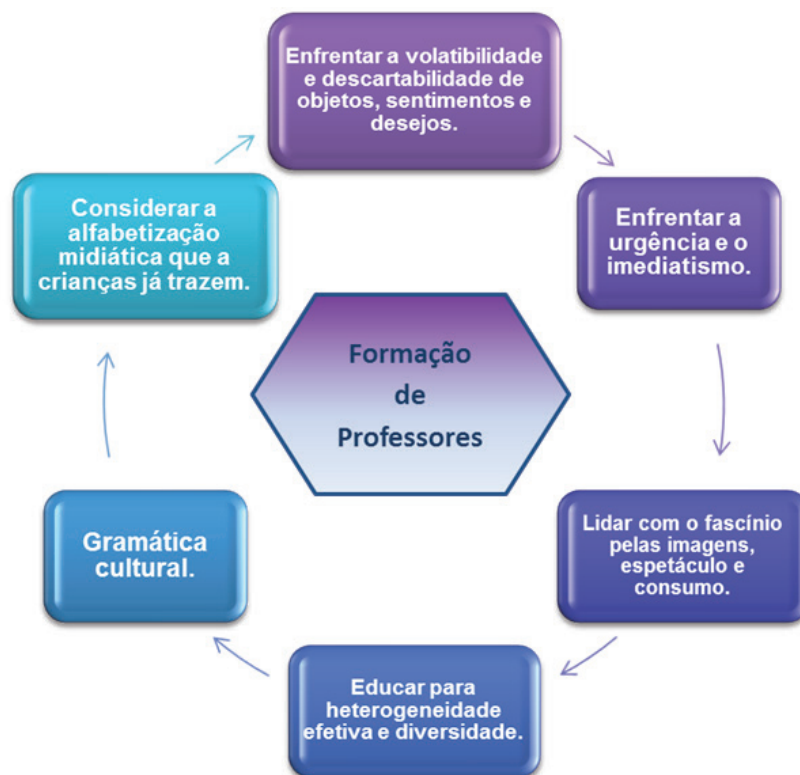 Enfrentar a volatibilidade
e descartabilidade de
objetos, sentimentos e
desejos.
Enfrentar a
urgência e o
imediatismo.
Lidar com o fascínio
pelas imagens,
espetáculo e
consumo.
Educar para
heterogeneidade
efetiva e diversidade.
Gramática
cultural.
Considerar a
alfabetização
midiática que a
crianças já trazem.
Formação
de
Professores